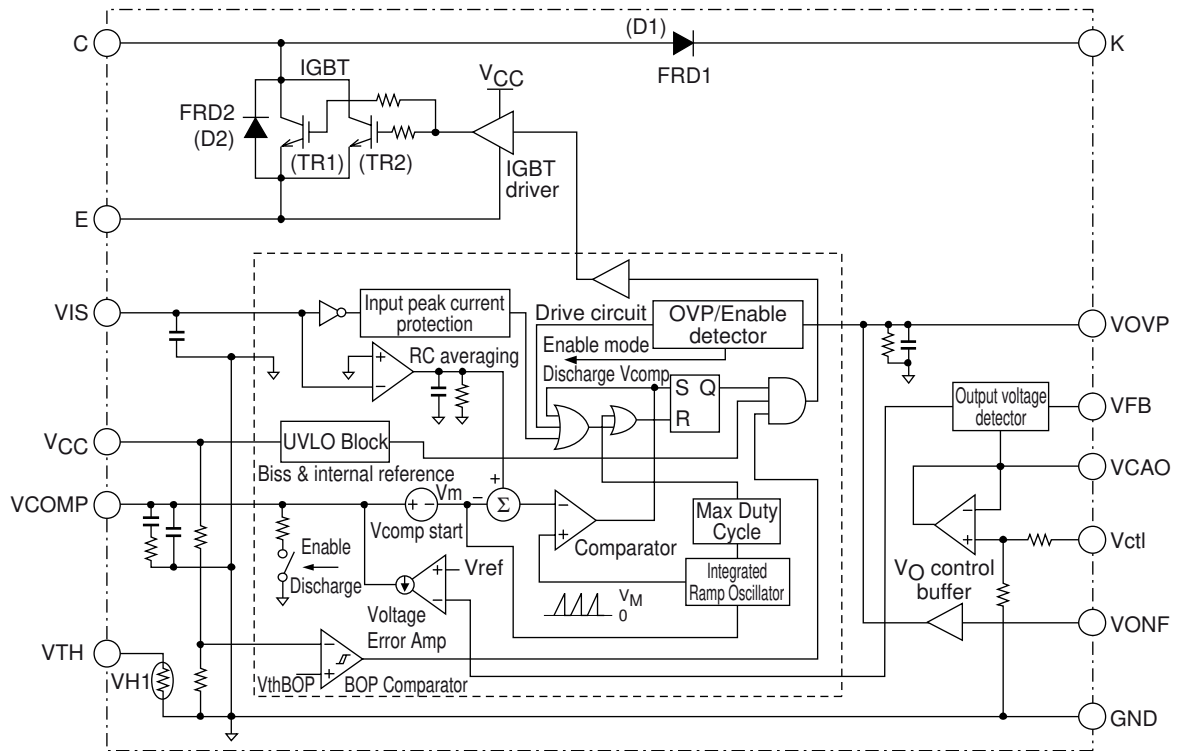 C
(D1)
K
FRD1
IGBT
VCC
FRD2
(D2)
(TR1)
(TR2)
IGBT
driver
E
VIS
Input peak current
protection
Drive circuit
OVP/Enable
detector
VOVP
RC averaging
Enable mode
Discharge Vcomp
S Q
R
Output voltage
detector
VFB
VCC
UVLO Block
Biss & internal reference
VCAO
VCOMP
+ −
Vm
Vcomp start
+
−
Σ
−
+
Comparator
Max Duty
Cycle
Vctl
Enable
Discharge
Vref
+
−
Voltage
Error Amp
VM
0
Integrated
Ramp Oscillator
VO control
buffer
VONF
VTH
VH1
VthBOP
−
+
BOP Comparator
+
−
−
+
GND